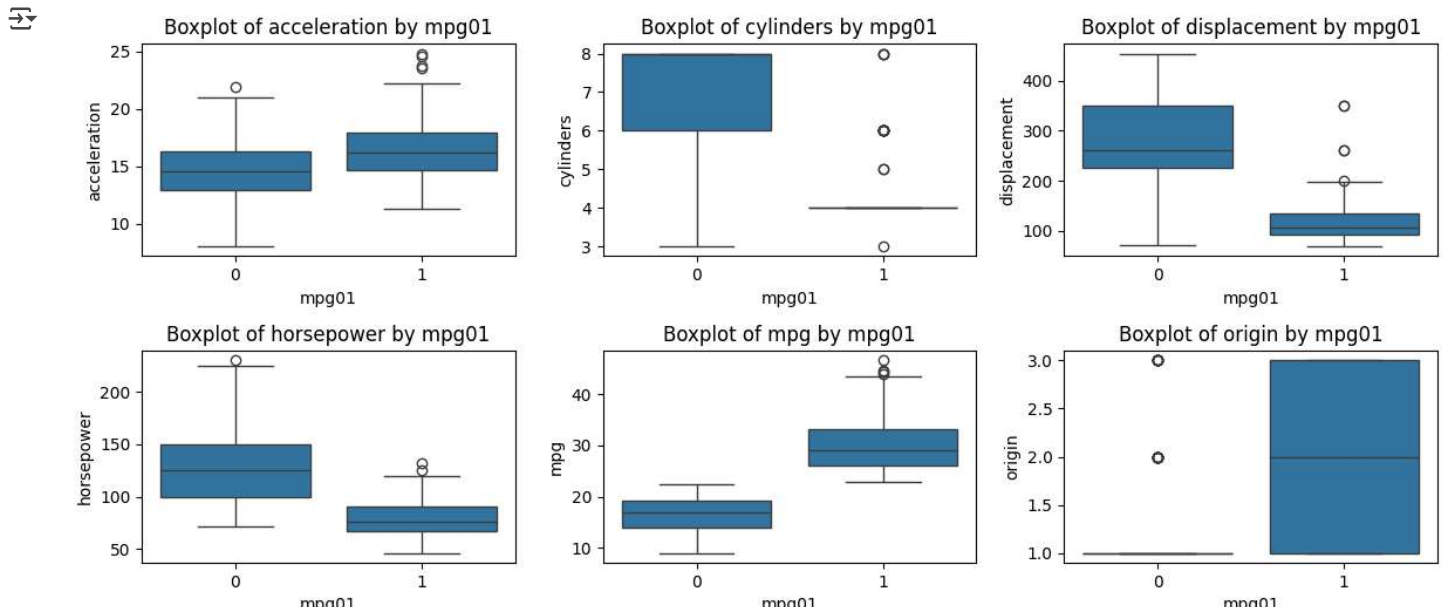 Boxplot of acceleration by mpg01
Boxplot of cylinders by mpg01
Boxplot of displacement by mpg01
acceleration
25
20
15
10
0
1
mpg01
cylinders
8
7
6
5
4
3
0
1
mpg01
displacement
400
300
200
100
0
1
mpg01
Boxplot of horsepower by mpg01
Boxplot of mpg by mpg01
Boxplot of origin by mpg01
horsepower
200
150
100
50
0
1
mpg01
mpg
40
30
20
10
0
1
mpg01
origin
3.0
2.5
2.0
1.5
1.0
0
1
mpg01